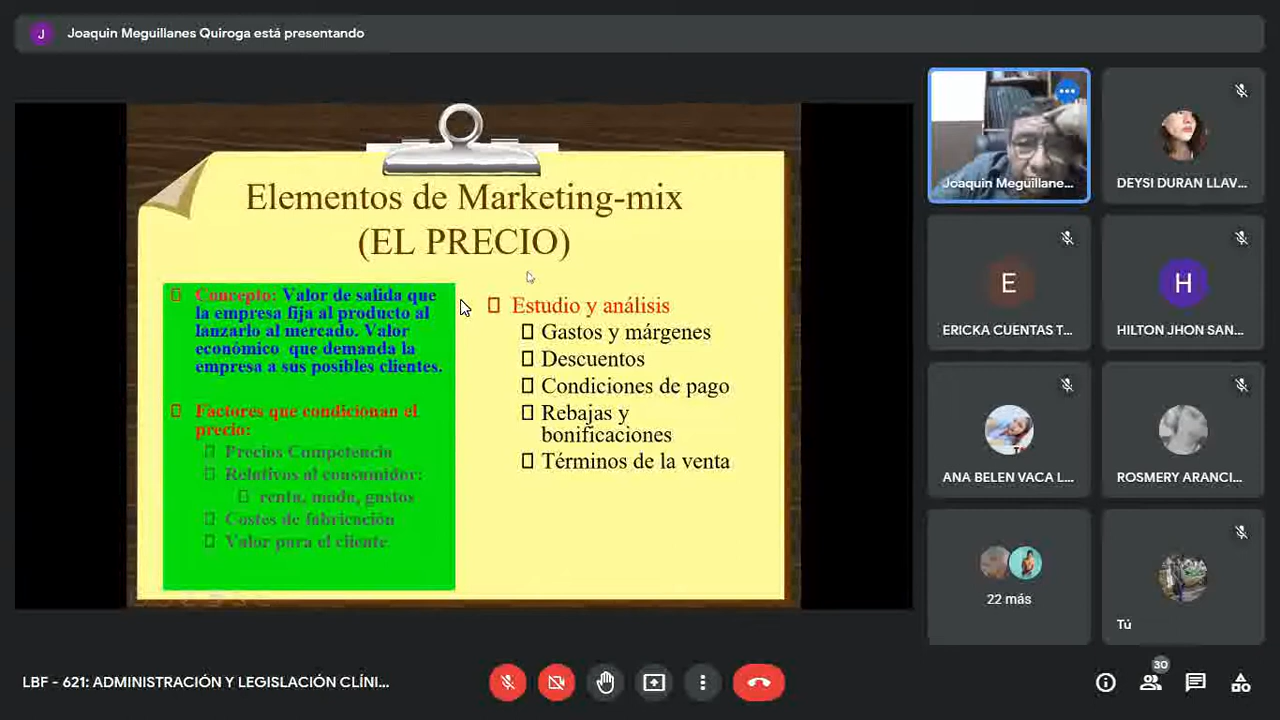 J
Joaquin Meguillanes Quiroga está presentando
Elementos de Marketing-mix
(EL PRECIO)
Concepto: Valor de salida que
la empresa fija al producto al
lanzarlo al mercado. Valor
económico que demanda la
empresa a sus posibles clientes.
Factores que condicionan el
precio:
Precios Competencia
Relativos al consumidor:
renta, moda, gustos
Costes de fabricación
Valor para el cliente
Estudio y análisis
Gastos y márgenes
Descuentos
Condiciones de pago
Rebajas y
bonificaciones
Términos de la venta
Joaquin Meguillane...
DEYSI DURAN LLAV...
E
ERICKA CUENTAS T...
H
HILTON JHON SAN...
ANA BELEN VACA L...
ROSMERY ARANCI...
22 más
Tú
LBF - 621: ADMINISTRACIÓN Y LEGISLACIÓN CLÍNI...
30